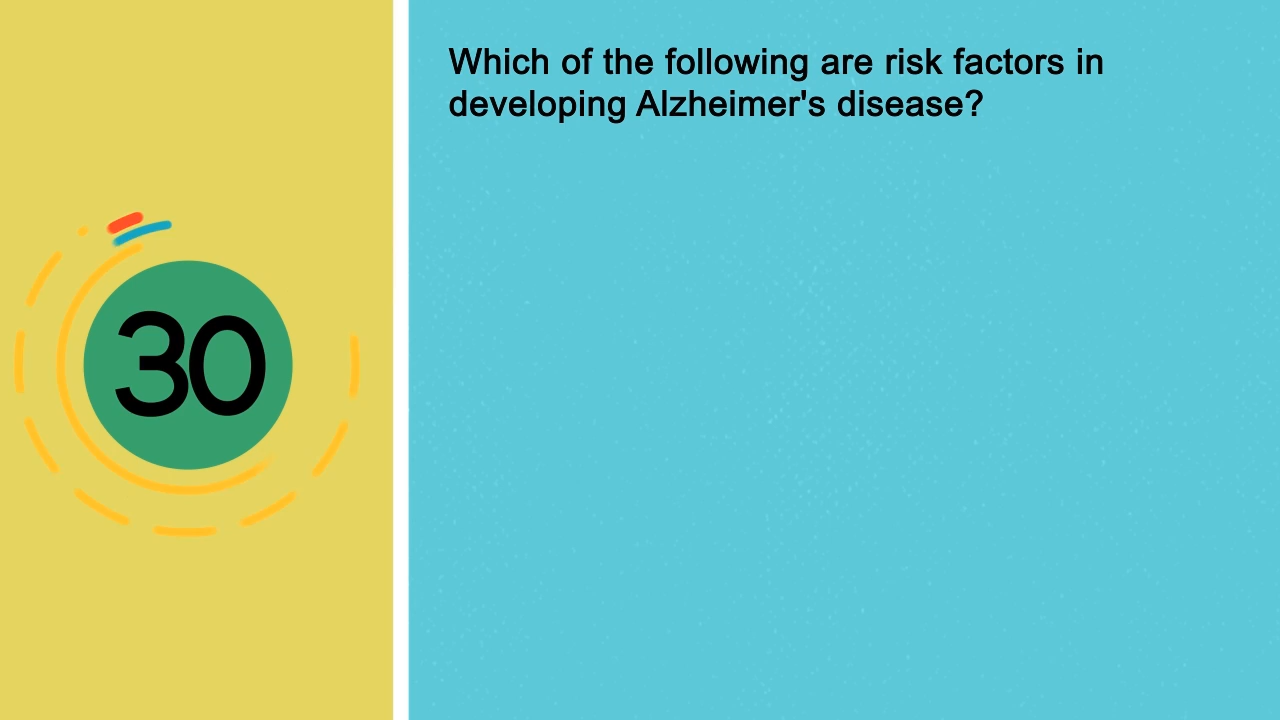 Which of the following are risk factors in
developing Alzheimer's disease?
30